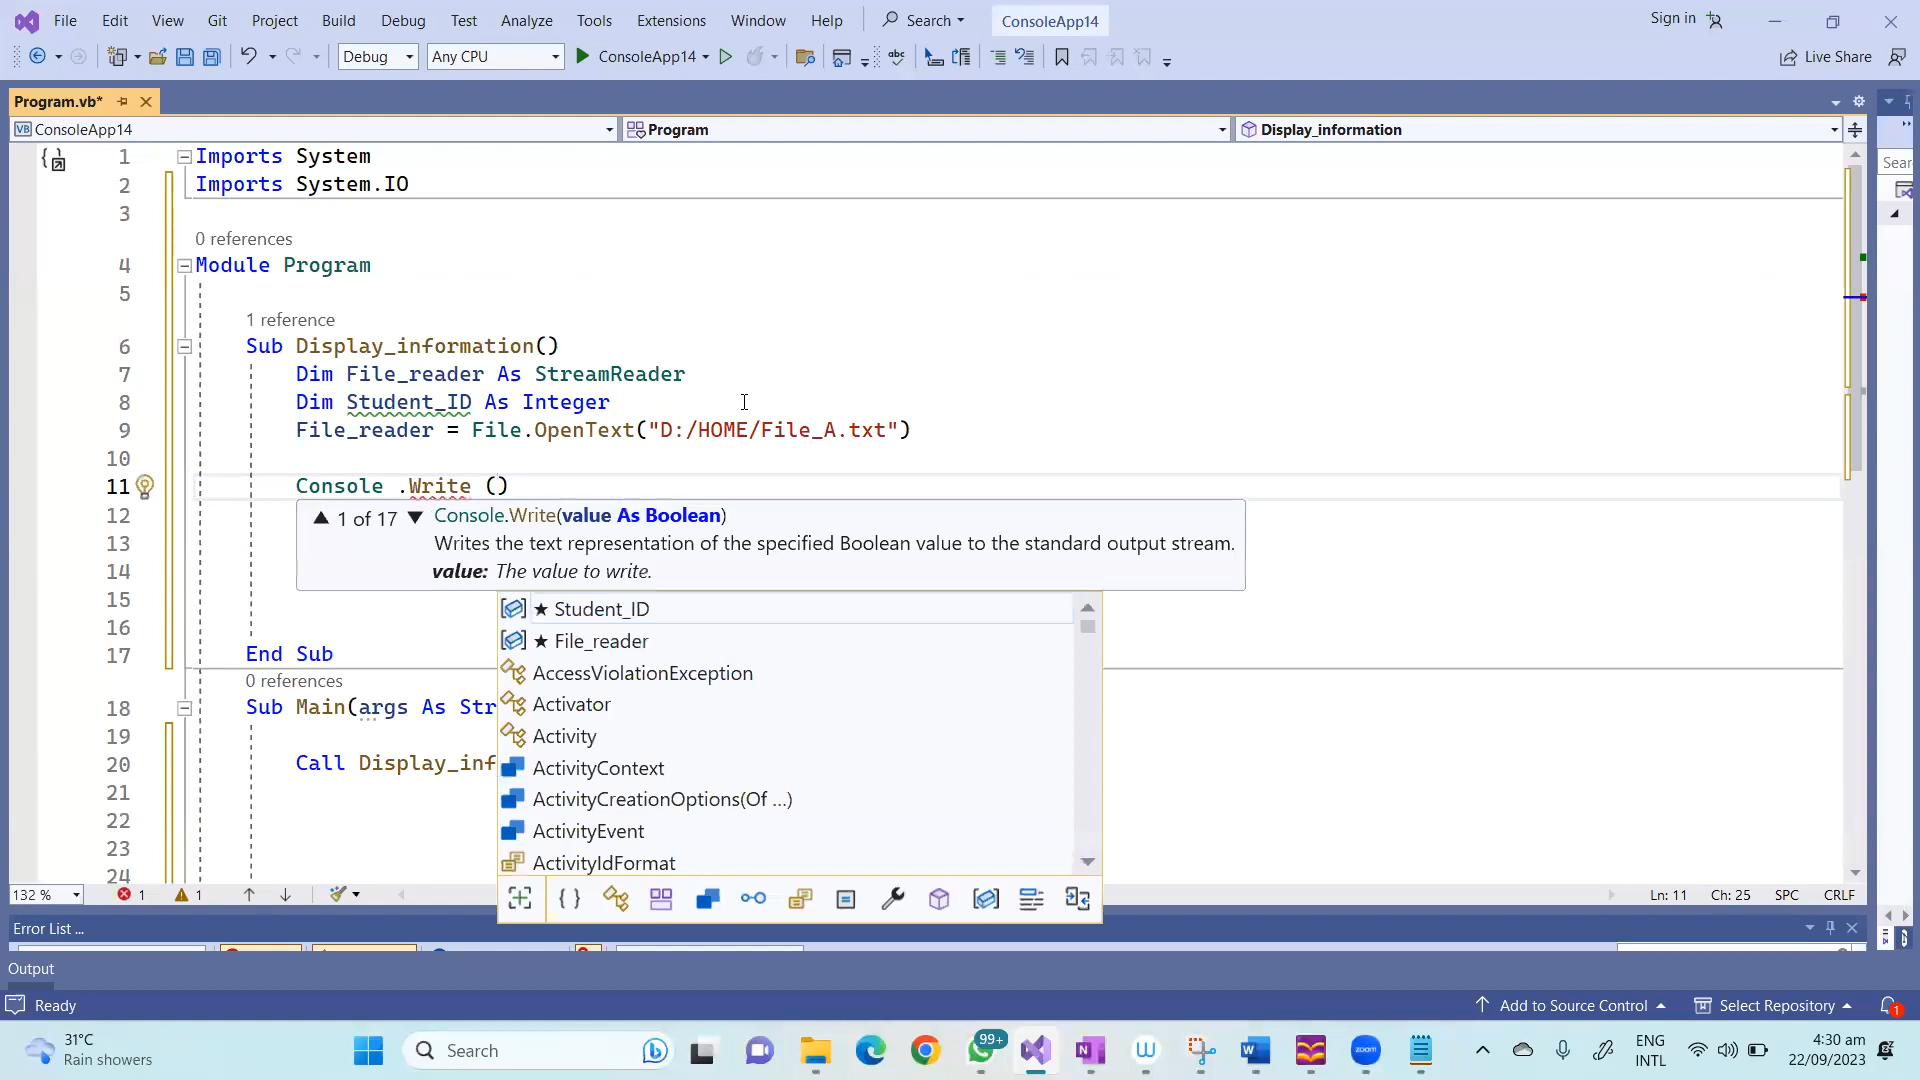 File Edit View Git Project Build Debug Test Analyze Tools Extensions Window Help Search ConsoleApp14 Sign in
Debug Any CPU ConsoleApp14 Live Share
Program.vb*
VB ConsoleApp14 Program Display_information
1 Imports System
2 Imports System.IO
3
0 references
4 Module Program
5
1 reference
6 Sub Display_information()
7 Dim File_reader As StreamReader
8 Dim Student_ID As Integer
9 File_reader = File.OpenText("D:/HOME/File_A.txt")
10
11 Console .Write ()
12 1 of 17 Console.Write(value As Boolean)
13 Writes the text representation of the specified Boolean value to the standard output stream.
14 value: The value to write.
15 ★ Student_ID
16 ★ File_reader
17 End Sub
AccessViolationException
0 references
18 Sub Main(args As Str
Activator
19 Activity
20 Call Display_inf
ActivityContext
21 ActivityCreationOptions(Of ...)
22 ActivityEvent
23 ActivityIdFormat
24
132 % 1 1 Ln: 11 Ch: 25 SPC CRLF
Error List ...
Output
Ready Add to Source Control Select Repository 1
31°C
Rain showers
Search 99+ zoom ENG
INTL
4:30 am
22/09/2023